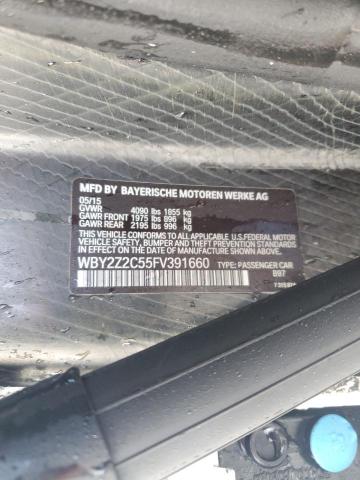 MFD BY BAYERISCHE MOTOREN WERKE AG
05/15
GVWR 4090 lbs 1855 kg
GAWR FRONT 1975 lbs 896 kg
GAWR REAR 2195 lbs 996 kg
THIS VEHICLE CONFORMS TO ALL APPLICABLE U.S. FEDERAL MOTOR
VEHICLE SAFETY, BUMPER, AND THEFT PREVENTION STANDARDS
IN EFFECT ON THE DATE OF MANUFACTURE SHOWN ABOVE.
WBY2Z2C55FV391660 PASSENGER CAR
B97